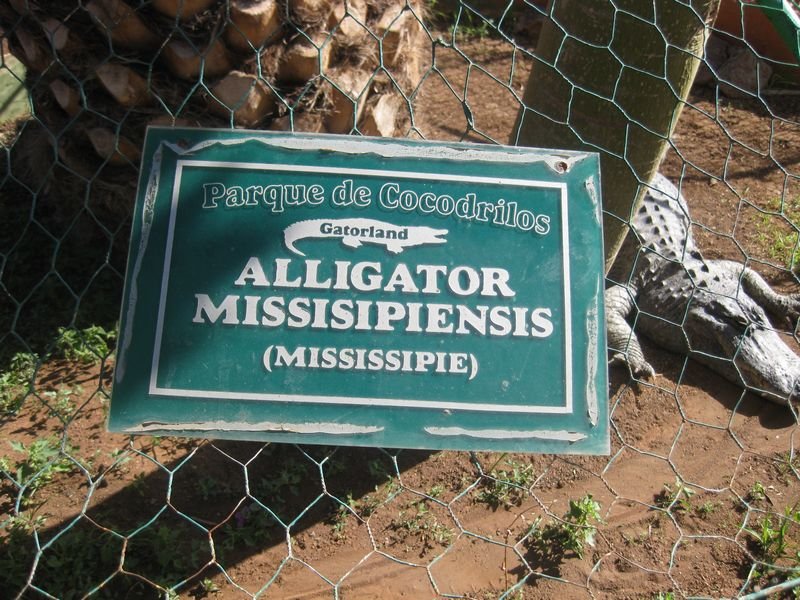 Parque de Cocodrilos
Gatorland
ALLIGATOR
MISSISIPIENSIS
(MISSISSIPIE)